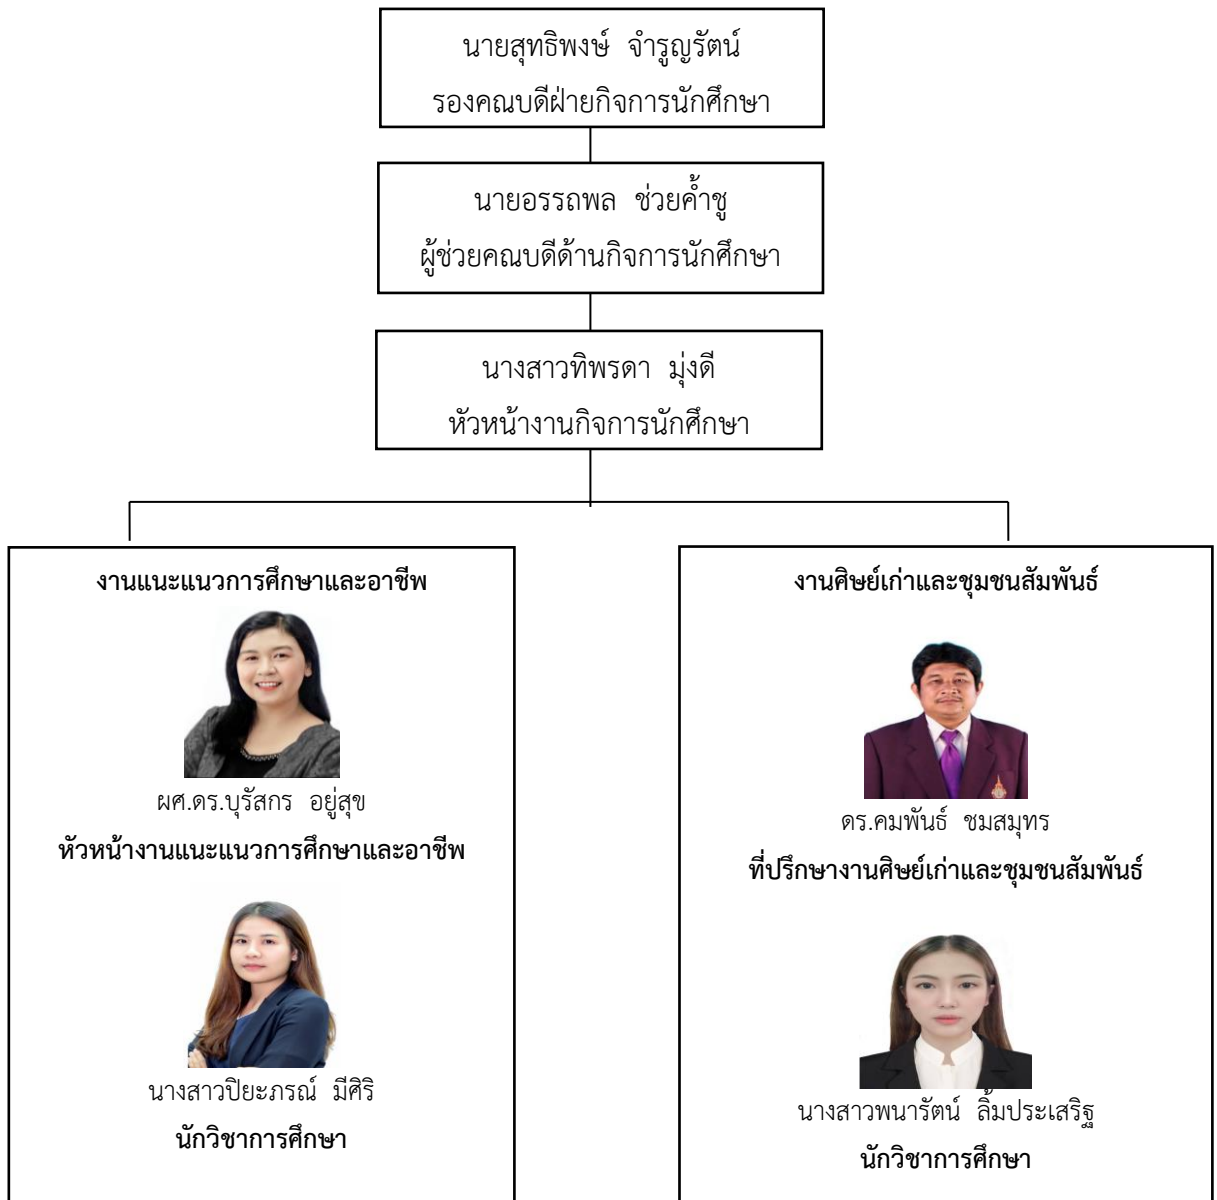 นายสุทธิพงษ์ จำรูญรัตน์
รองคณบดีฝ่ายกิจการนักศึกษา
นายอรรถพล ช่วยค้ำชู
ผู้ช่วยคณบดีด้านกิจการนักศึกษา
นางสาวทิพรดา มุ่งดี
หัวหน้างานกิจการนักศึกษา
งานแนะแนวการศึกษาและอาชีพ
ผศ.ดร.บุรัสกร อยู่สุข
หัวหน้างานแนะแนวการศึกษาและอาชีพ
นางสาวปิยะภรณ์ มีศิริ
นักวิชาการศึกษา
งานศิษย์เก่าและชุมชนสัมพันธ์
ดร.คมพันธ์ ชมสมุทร
ที่ปรึกษางานศิษย์เก่าและชุมชนสัมพันธ์
นางสาวพนารัตน์ ลิ้มประเสริฐ
นักวิชาการศึกษา